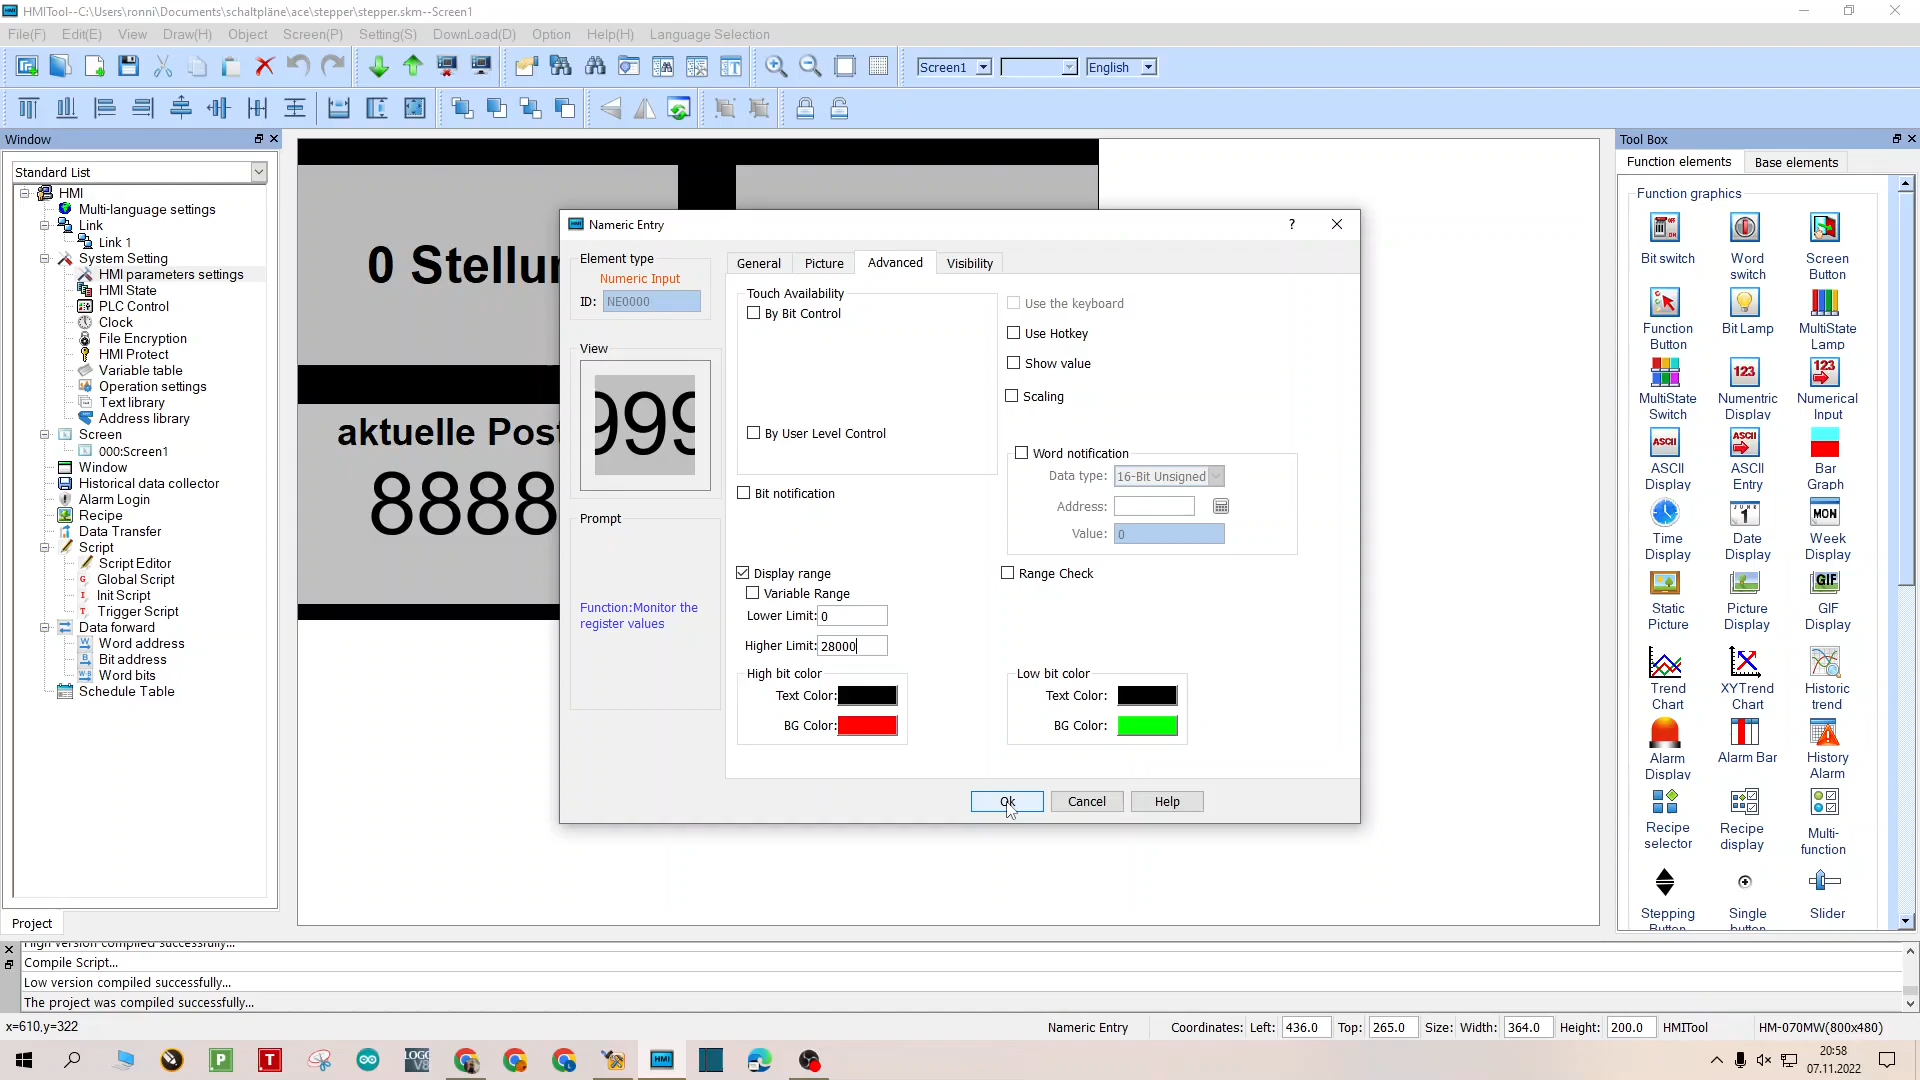 HMITool--C:\Users\ronni\Documents\schaltpläne\ace\stepper\stepper.skm--Screen1
File(F) Edit(E) View Draw(H) Object Screen(P) Setting(S) DownLoad(D) Option Help(H) Language Selection
Screen1 English
Window
Standard List
HMI
Multi-language settings
Link
Link 1
System Setting
HMI parameters settings
HMI State
PLC Control
Clock
File Encryption
HMI Protect
Variable table
Operation settings
Text library
Address library
Screen
000:Screen1
Window
Historical data collector
Alarm Login
Recipe
Data Transfer
Script
Script Editor
Global Script
Init Script
Trigger Script
Data forward
Word address
Bit address
Word bits
Schedule Table
Project
0 Stellun
aktuelle Posi
8888
Nameric Entry
?
Element type
Numeric Input
ID: NE0000
View
999
Prompt
Function:Monitor the
register values
General Picture Advanced Visibility
Touch Availability
By Bit Control
By User Level Control
Bit notification
Use the keyboard
Use Hotkey
Show value
Scaling
Word notification
Data type: 16-Bit Unsigned
Address:
Value: 0
Display range
Variable Range
Lower Limit: 0
Higher Limit: 28000
Range Check
High bit color
Text Color:
BG Color:
Low bit color
Text Color:
BG Color:
Ok Cancel Help
Tool Box
Function elements Base elements
Function graphics
Bit switch
Word
switch
Screen
Button
Function
Button
Bit Lamp
MultiState
Lamp
MultiState
Switch
Numentric
Display
Numerical
Input
ASCII
Display
ASCII
Entry
Bar
Graph
Time
Display
Date
Display
Week
Display
Static
Picture
Picture
Display
GIF
Display
Trend
Chart
XYTrend
Chart
Historic
trend
Alarm
Display
Alarm Bar
History
Alarm
Recipe
selector
Recipe
display
Multi-
function
Stepping
Button
Single
button
Slider
High version compiled successfully...
Compile Script...
Low version compiled successfully...
The project was compiled successfully...
x=610,y=322
Nameric Entry Coordinates: Left: 436.0 Top: 265.0 Size: Width: 364.0 Height: 200.0 HMITool HM-070MW(800x480)
20:58
07.11.2022